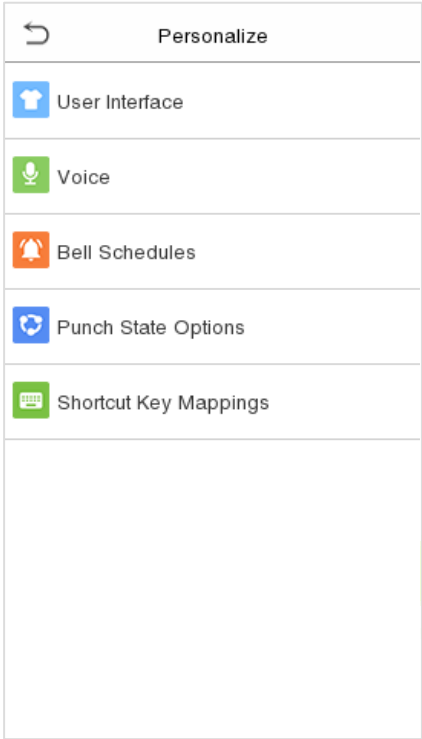 Personalize
User Interface
Voice
Bell Schedules
Punch State Options
Shortcut Key Mappings